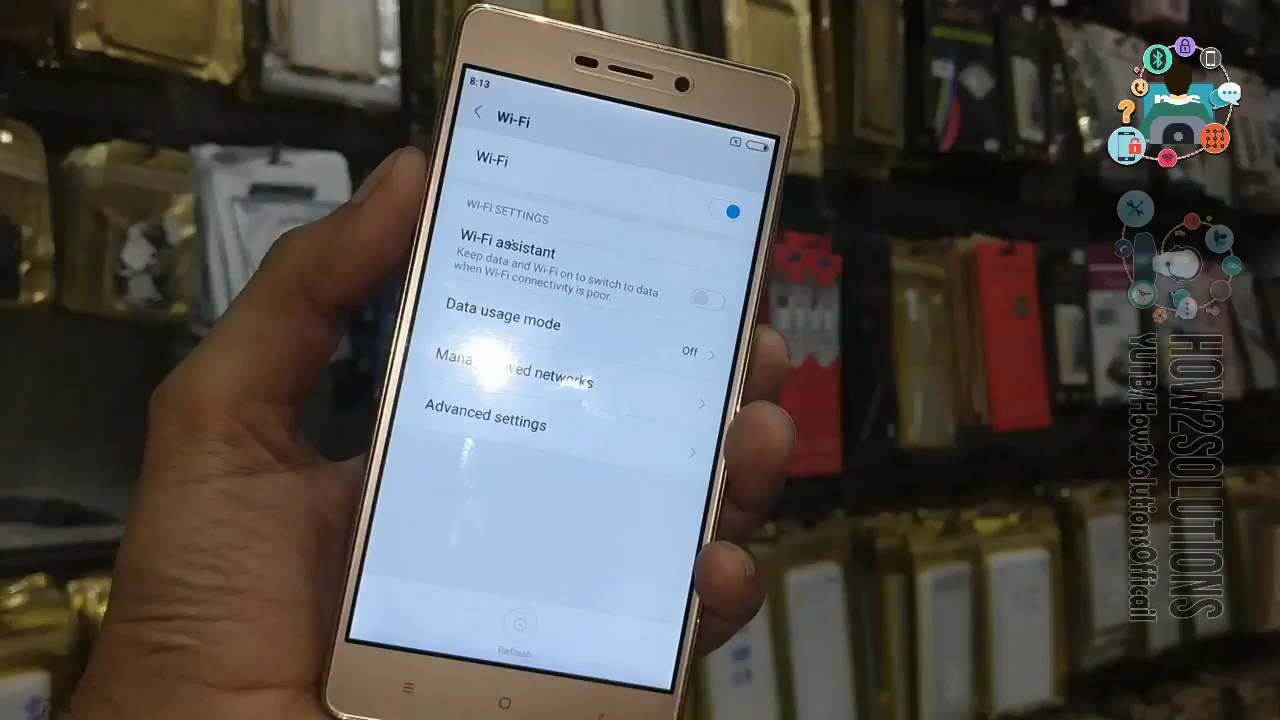 8:13
Wi-Fi
Wi-Fi
WI-FI SETTINGS
Wi-Fi assistant
Keep data and Wi-Fi on to switch to data
when Wi-Fi connectivity is poor.
Data usage mode
Off
networks
Advanced settings
Refresh
HOW2SOLUTIONS
YUTB/How2SolutionsOfficail